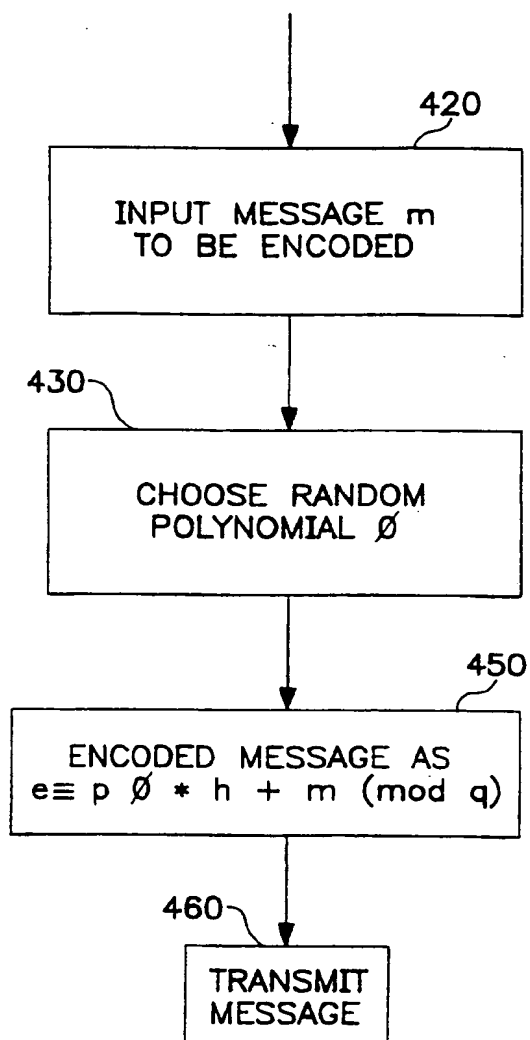 420
INPUT MESSAGE m
TO BE ENCODED
430
CHOOSE RANDOM
POLYNOMIAL Ø
450
ENCODED MESSAGE AS
e≡ p Ø * h + m (mod q)
460
TRANSMIT
MESSAGE